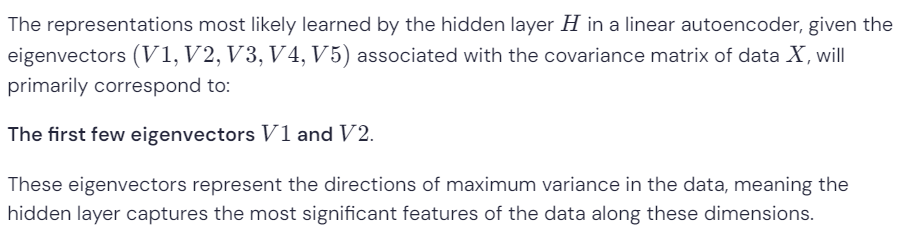 The representations most likely learned by the hidden layer H in a linear autoencoder, given the
eigenvectors (V1, V2, V3, V4, V5) associated with the covariance matrix of data X, will
primarily correspond to:
The first few eigenvectors V1 and V2.
These eigenvectors represent the directions of maximum variance in the data, meaning the
hidden layer captures the most significant features of the data along these dimensions.